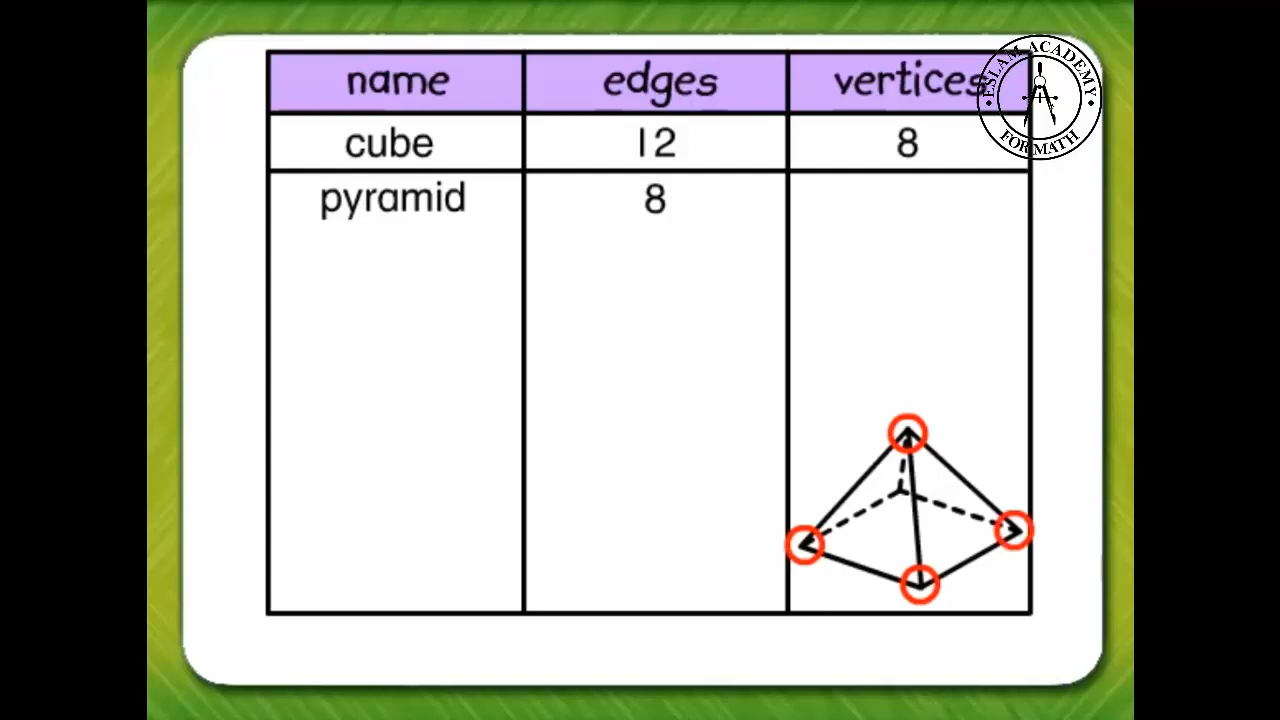 name edges vertices
cube 12 8
pyramid 8
ESLAM ACADEMY
FOR MATH